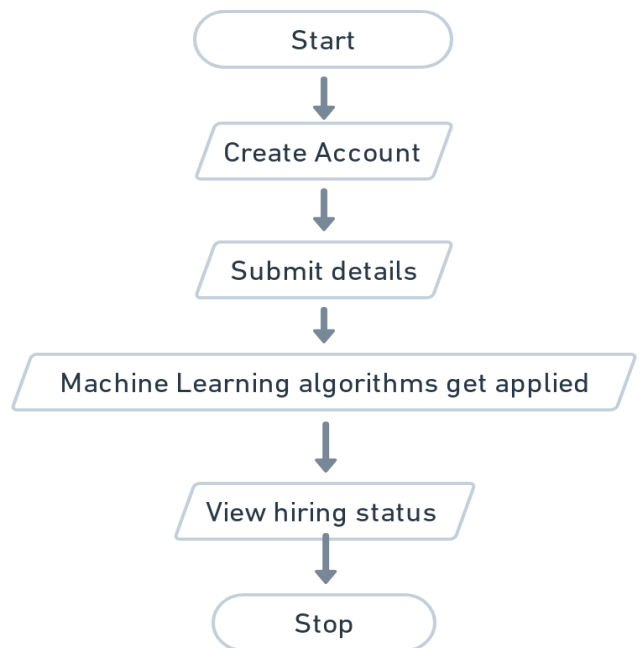 Start
Create Account
Submit details
Machine Learning algorithms get applied
View hiring status
Stop